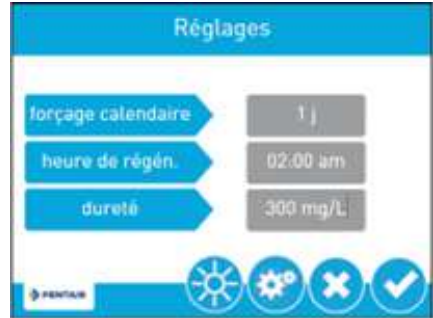 Réglages
forçage calendaire 1 j
heure de régén. 02:00 am
dureté 300 mg/L
PENTAIR